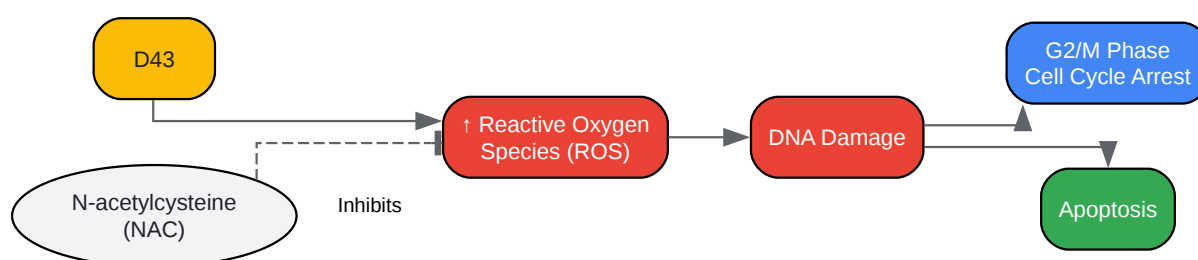 D43
N-acetylcysteine
(NAC)
Inhibits
↑ Reactive Oxygen
Species (ROS)
DNA Damage
G2/M Phase
Cell Cycle Arrest
Apoptosis